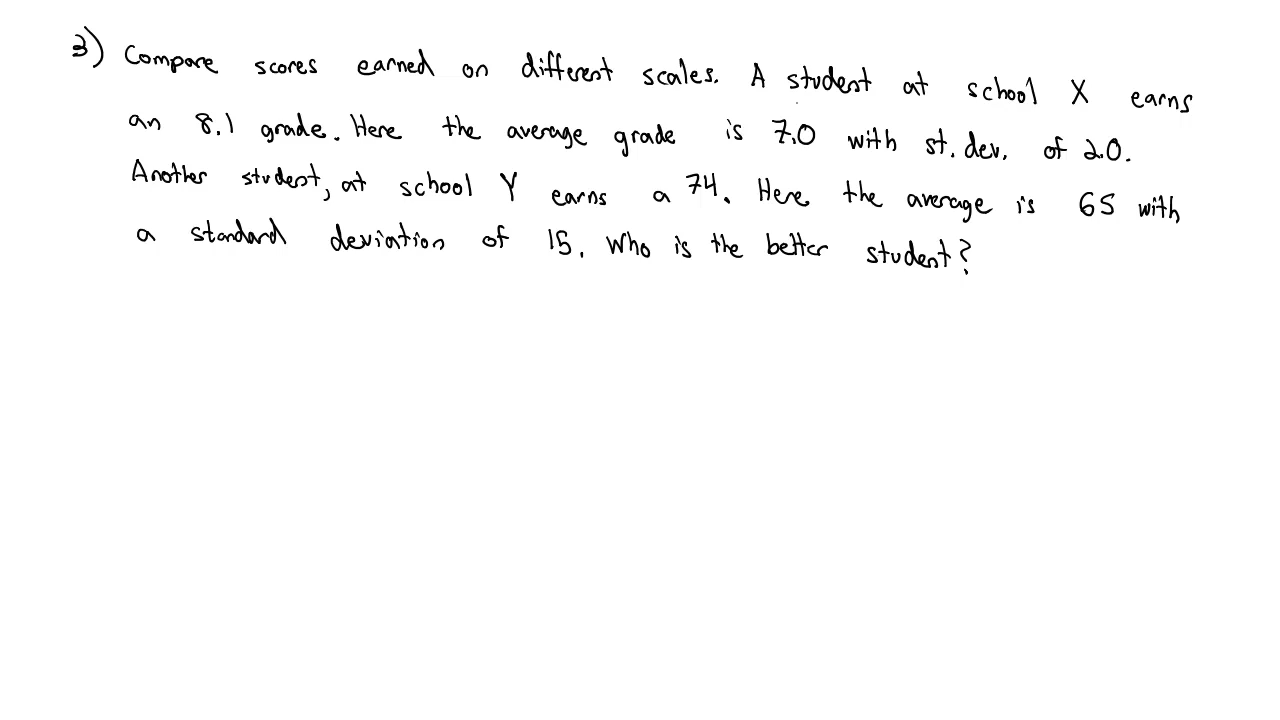 3) Compare scores earned on different scales. A student at school X earns
an 8.1 grade. Here the average grade is 7.0 with st. dev. of 2.0.
Another student, at school Y earns a 74. Here the average is 65 with
a standard deviation of 15. Who is the better student?